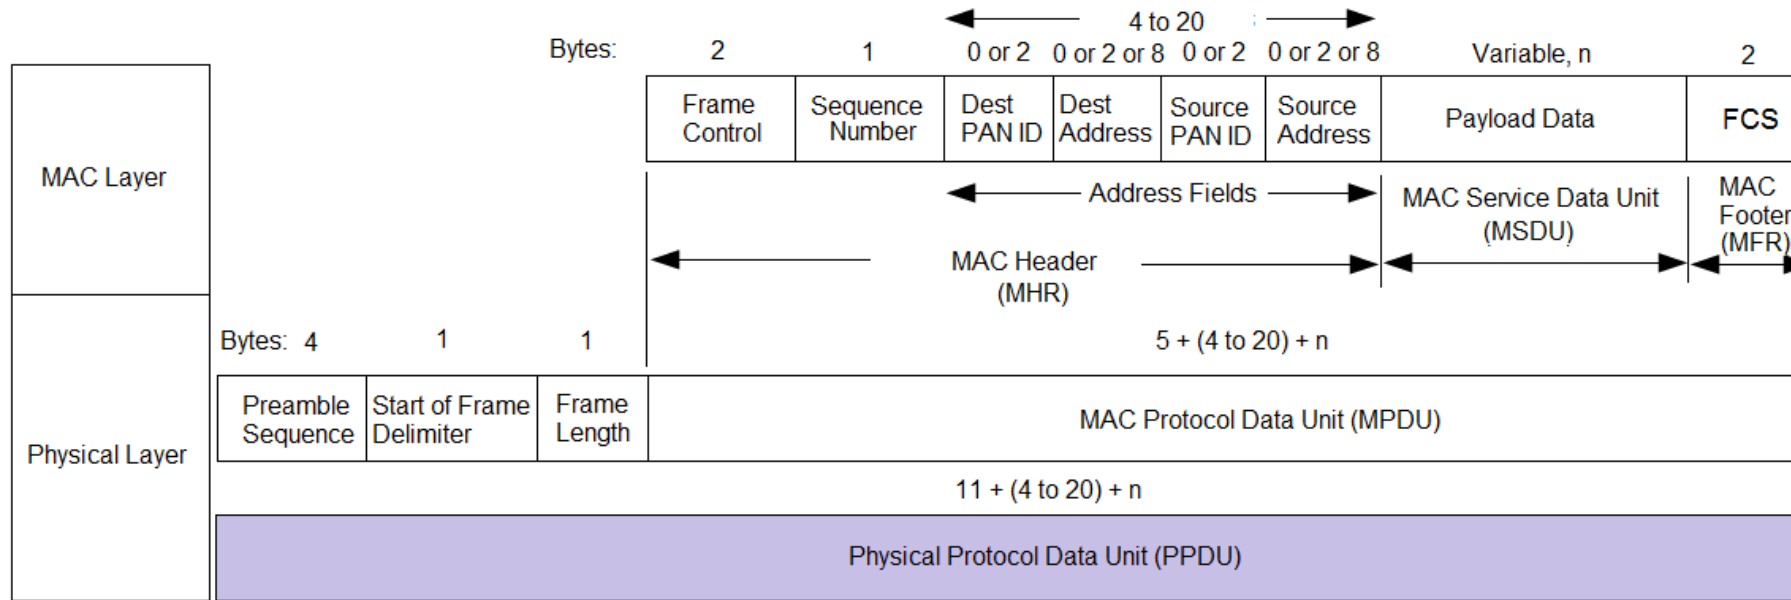 4 to 20
Bytes: 2 1 0 or 2 0 or 2 or 8 0 or 2 0 or 2 or 8 Variable, n 2
Frame Control
Sequence Number
Dest PAN ID
Dest Address
Source PAN ID
Source Address
Payload Data
FCS
MAC Layer
Address Fields
MAC Service Data Unit
(MSDU)
MAC
Footer
(MFR)
MAC Header
(MHR)
Bytes: 4 1 1 5 + (4 to 20) + n
Preamble Sequence
Start of Frame Delimiter
Frame Length
MAC Protocol Data Unit (MPDU)
Physical Layer
11 + (4 to 20) + n
Physical Protocol Data Unit (PPDU)